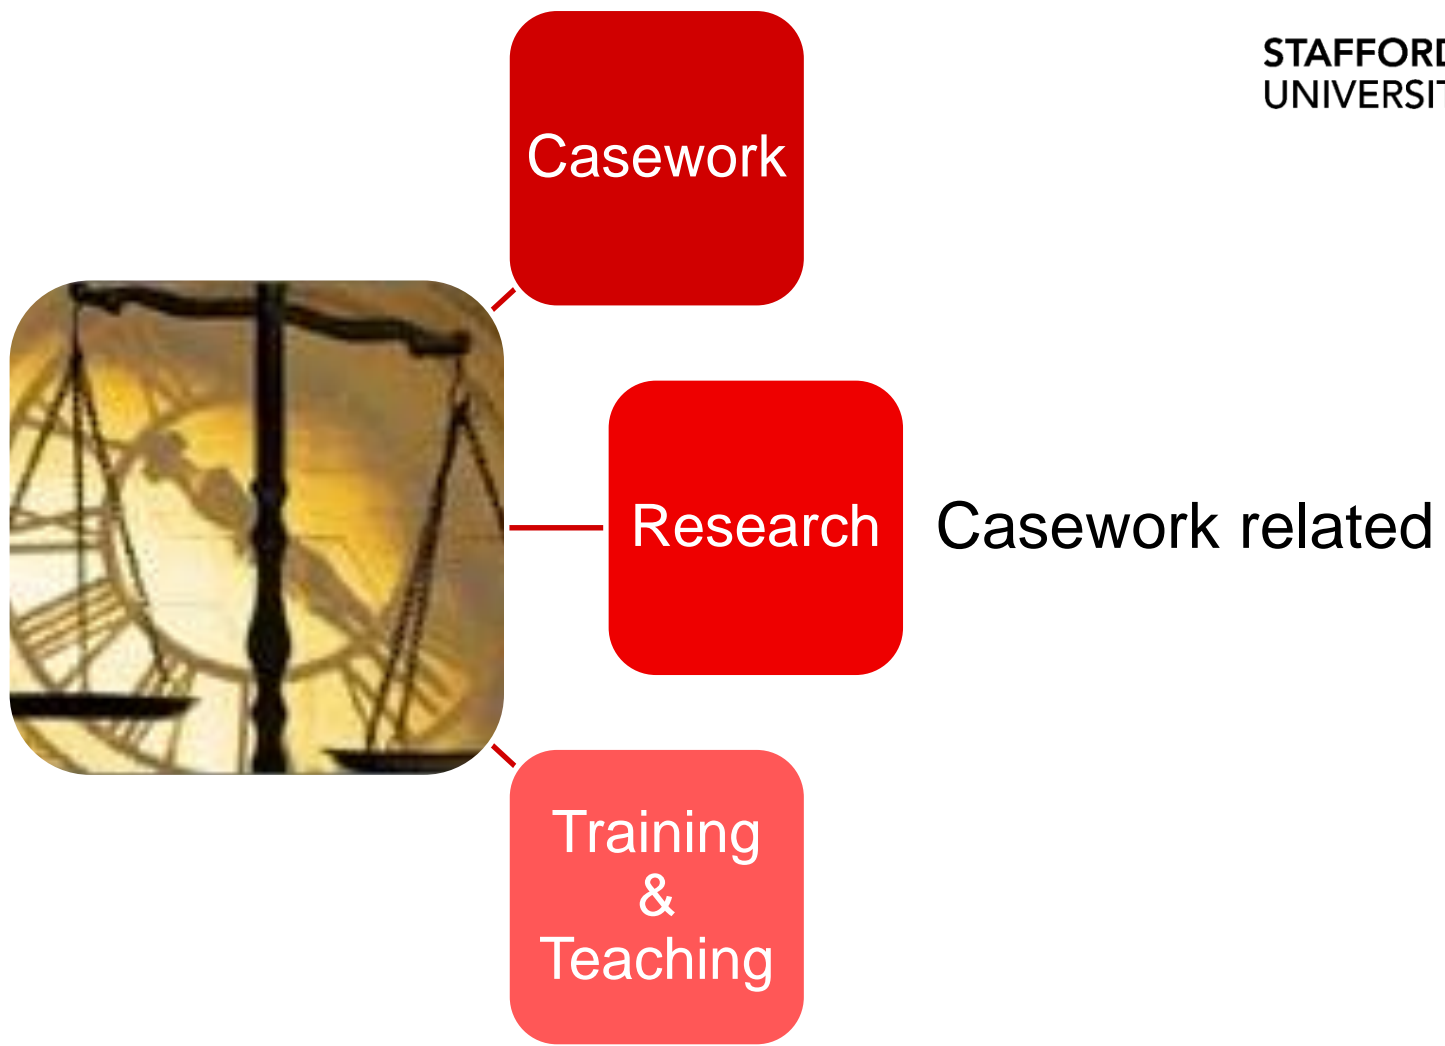 Casework
STAFFORD
UNIVERSIT
Research
Casework related
Training
&
Teaching